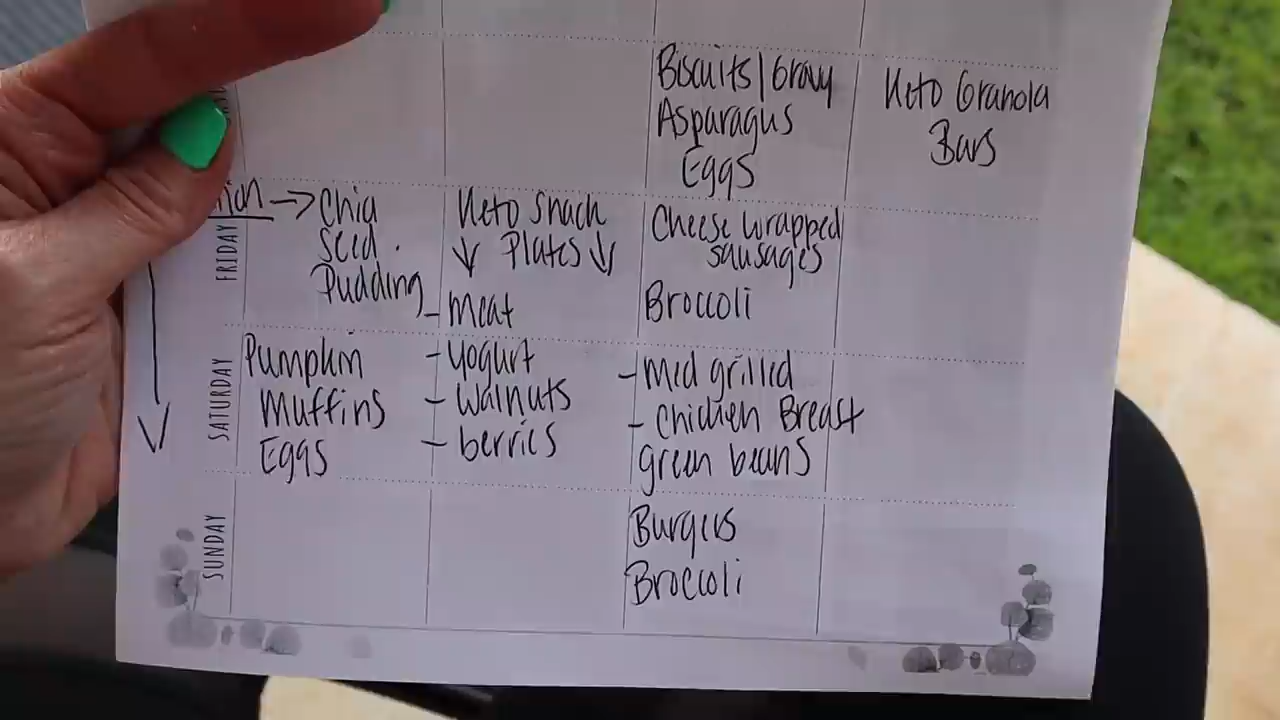 Biscuits/Gravy
Asparagus
Eggs
Keto Granola
Bars
FRIDAY
Chia
Seed
Pudding
Keto Snack
Plates
- Meat
- Yogurt
- Walnuts
- berries
Cheese Wrapped
sausages
Broccoli
SATURDAY
Pumpkin
Muffins
Eggs
- Med grilled
- Chicken Breast
green beans
SUNDAY
Burgers
Broccoli